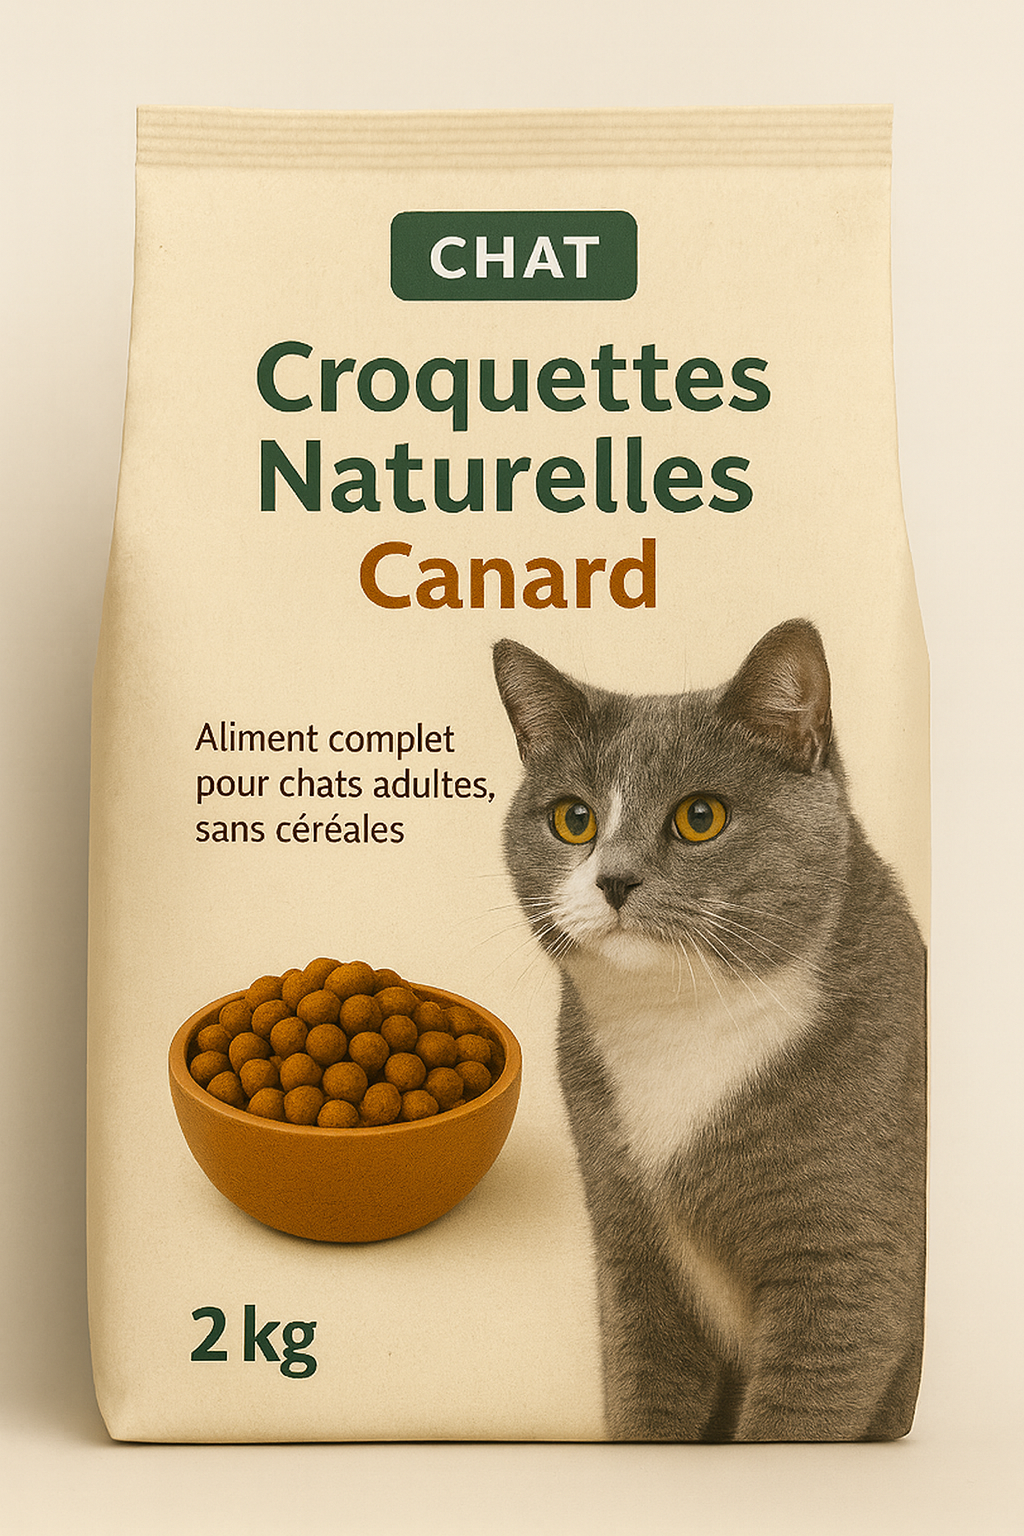 CHAT
Croquettes
Naturelles
Canard
Aliment complet
pour chats adultes,
sans céréales
2 kg